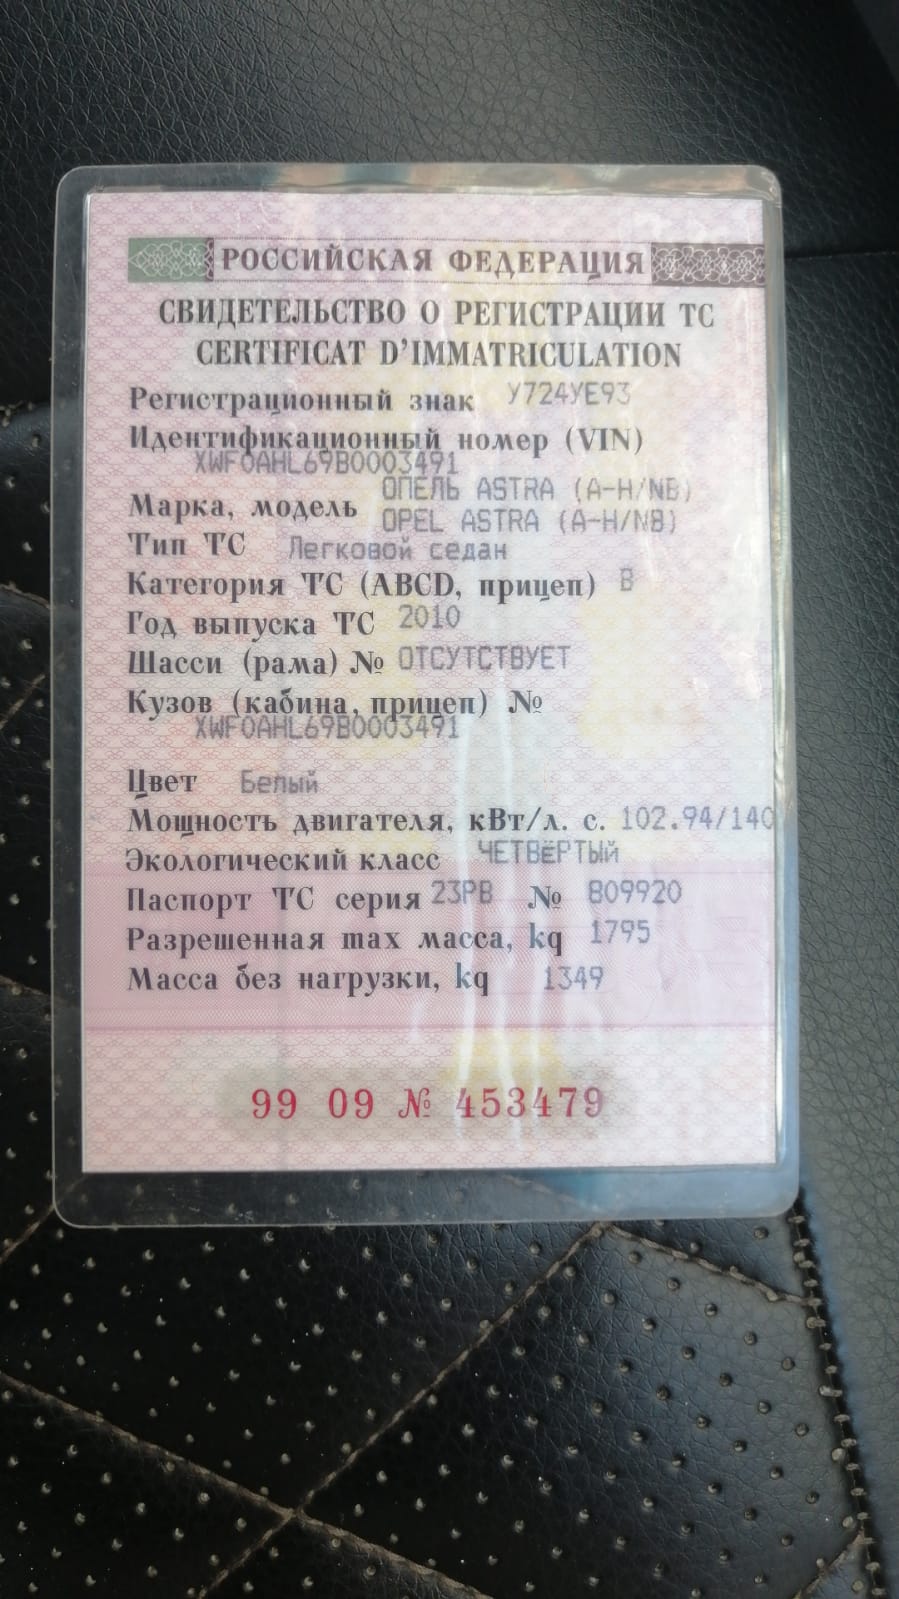 РОССИЙСКАЯ ФЕДЕРАЦИЯ
СВИДЕТЕЛЬСТВО О РЕГИСТРАЦИИ ТС
CERTIFICAT D'IMMATRICULATION
Регистрационный знак У724УЕ93
Идентификационный номер (VIN)
XWF0AHL69B0003491
ОПЕЛЬ ASTRA (A-H/NB)
Марка, модель OPEL ASTRA (A-H/NB)
Тип ТС Легковой седан
Категория ТС (ABCD, прицеп) В
Год выпуска ТС 2010
Шасси (рама) № ОТСУТСТВУЕТ
Кузов (кабина, прицеп) №
XWF0AHL69B0003491
Цвет Белый
Мощность двигателя, кВт/л. с. 102.94/140
Экологический класс ЧЕТВЁРТЫЙ
Паспорт ТС серия 23РВ № 809920
Разрешенная max масса, kg 1795
Масса без нагрузки, kg 1349
99 09 № 453479